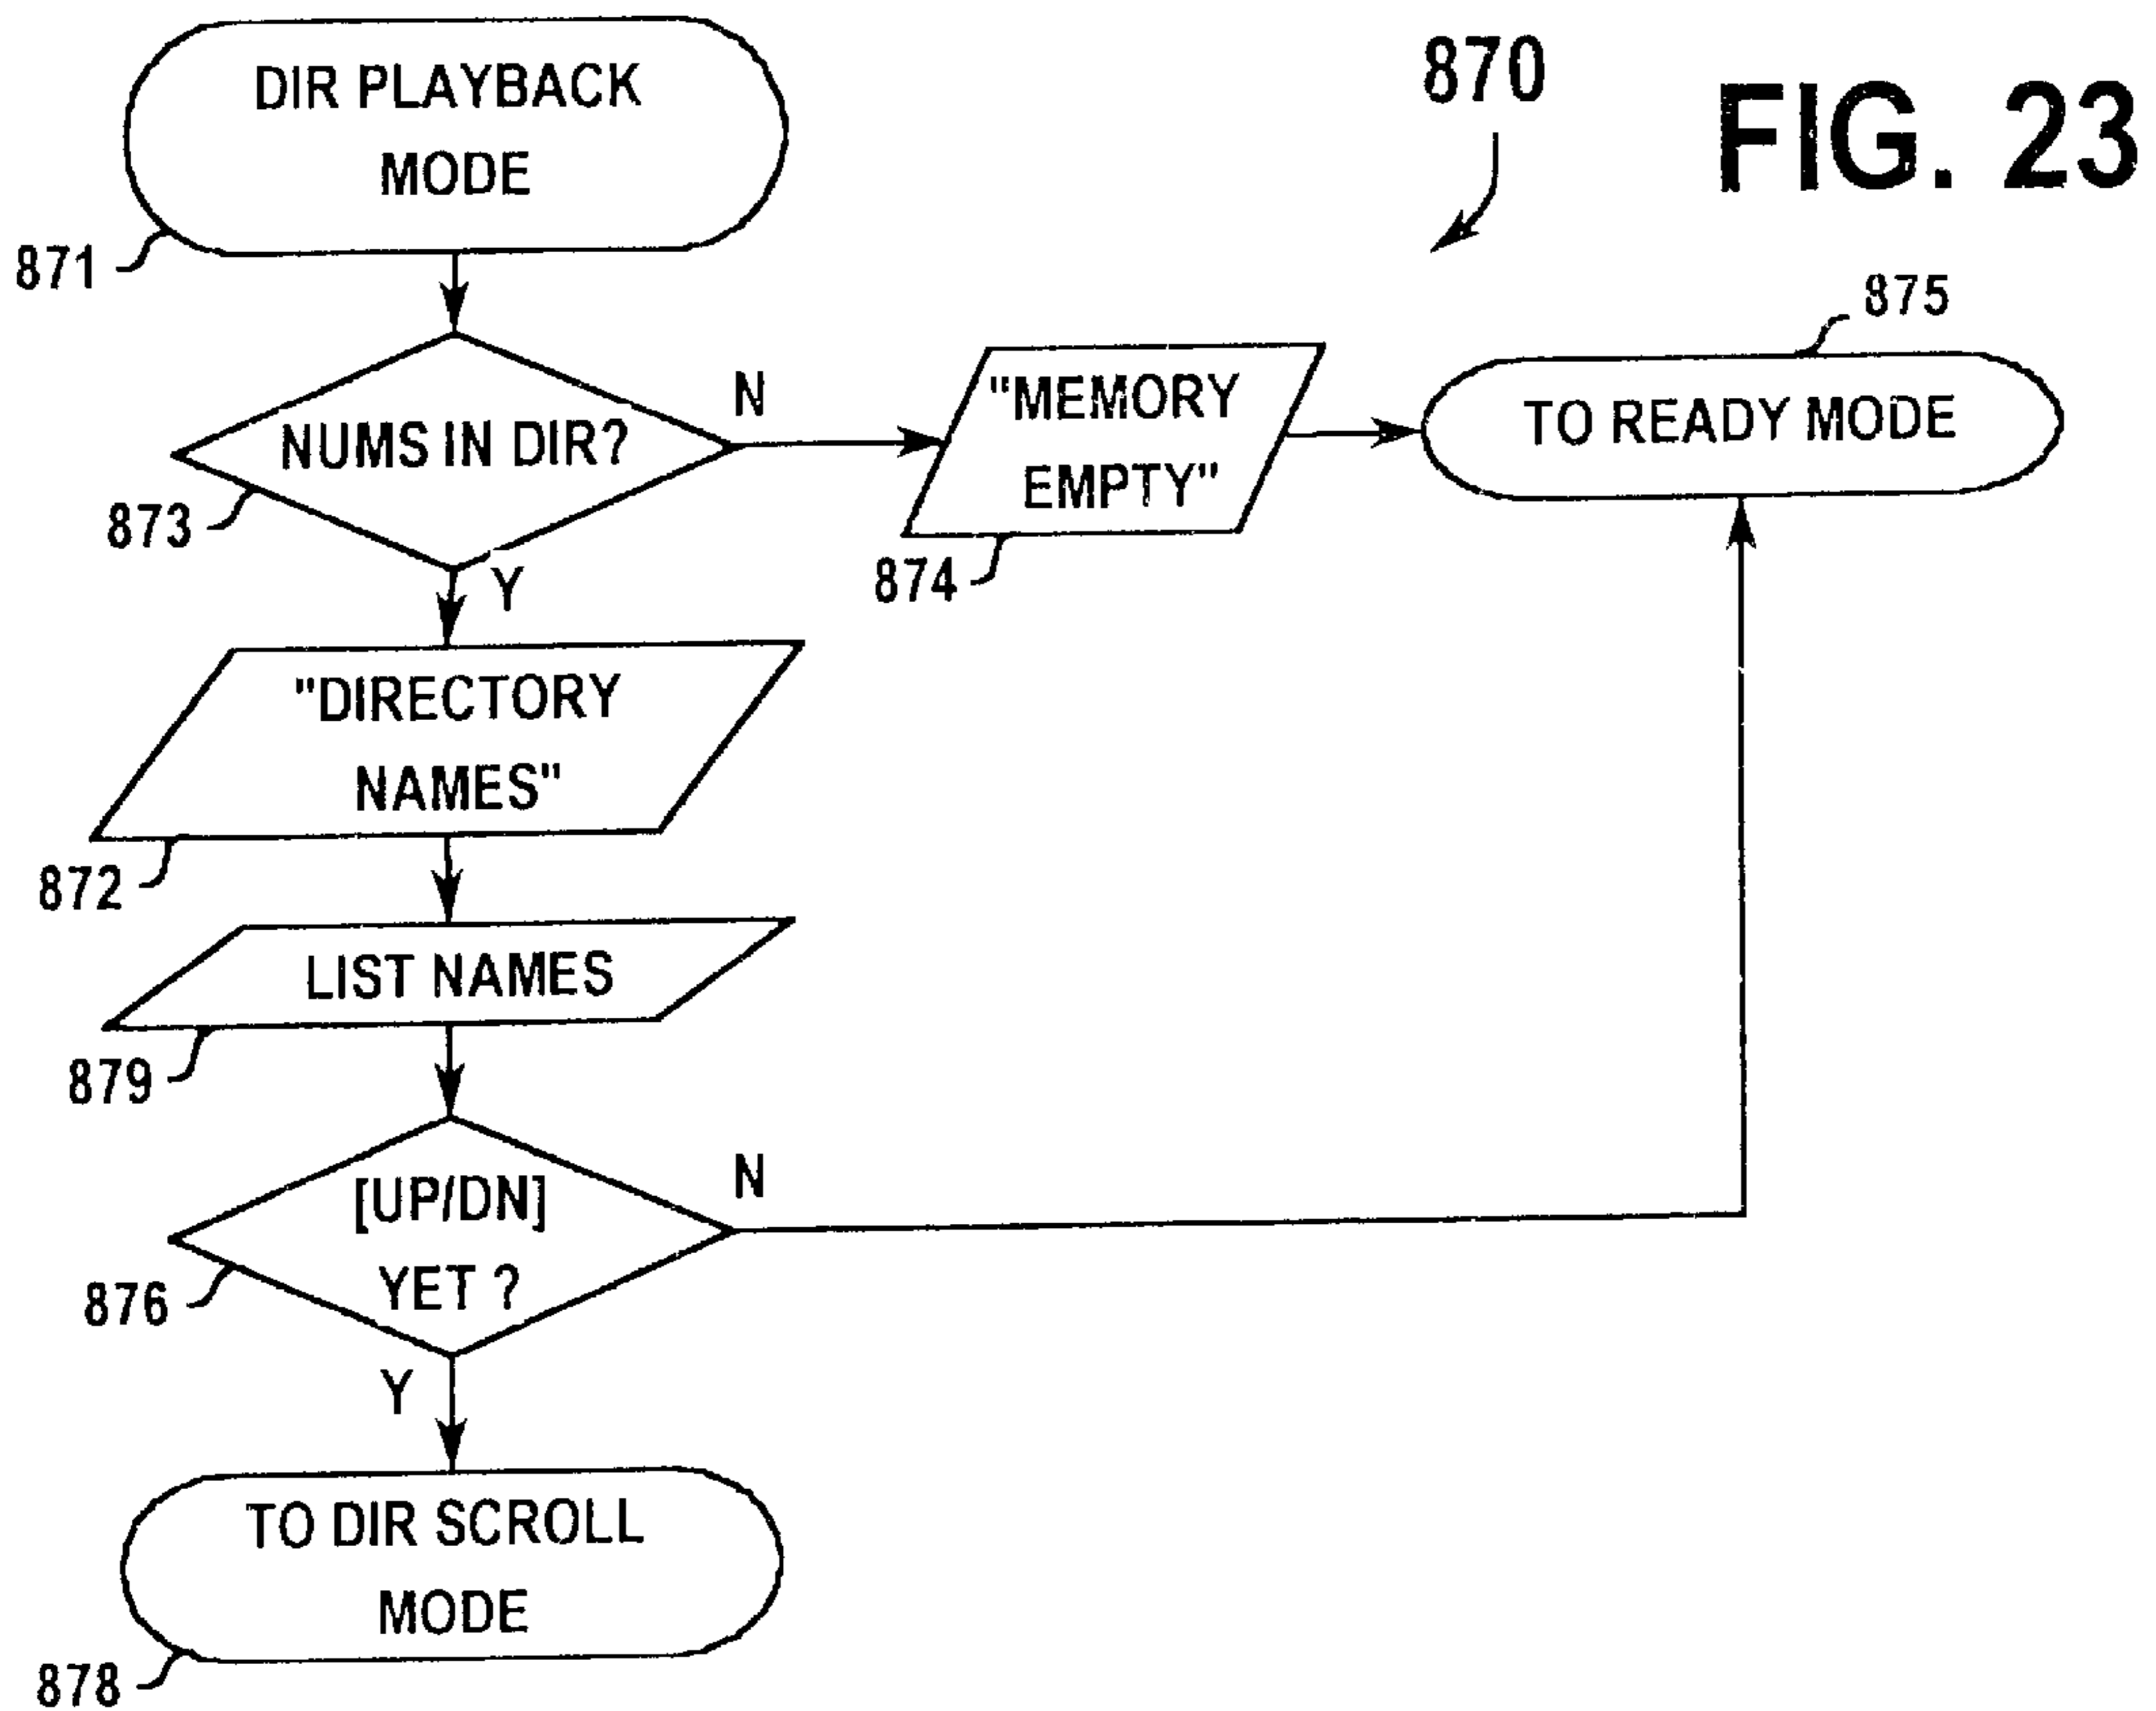 870
FIG. 23
DIR PLAYBACK
MODE
871
NUMS IN DIR?
873
N
Y
"MEMORY
EMPTY"
874
875
TO READY MODE
"DIRECTORY
NAMES"
872
LIST NAMES
879
[UP/DN]
YET ?
876
N
Y
TO DIR SCROLL
MODE
878